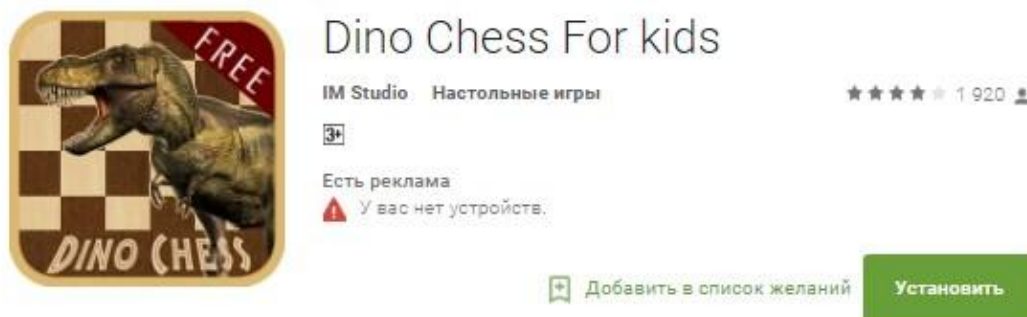 FREE
DINO CHESS
Dino Chess For kids
IM Studio Настольные игры
1 920
3+
Есть реклама
У вас нет устройств.
Добавить в список желаний
Установить